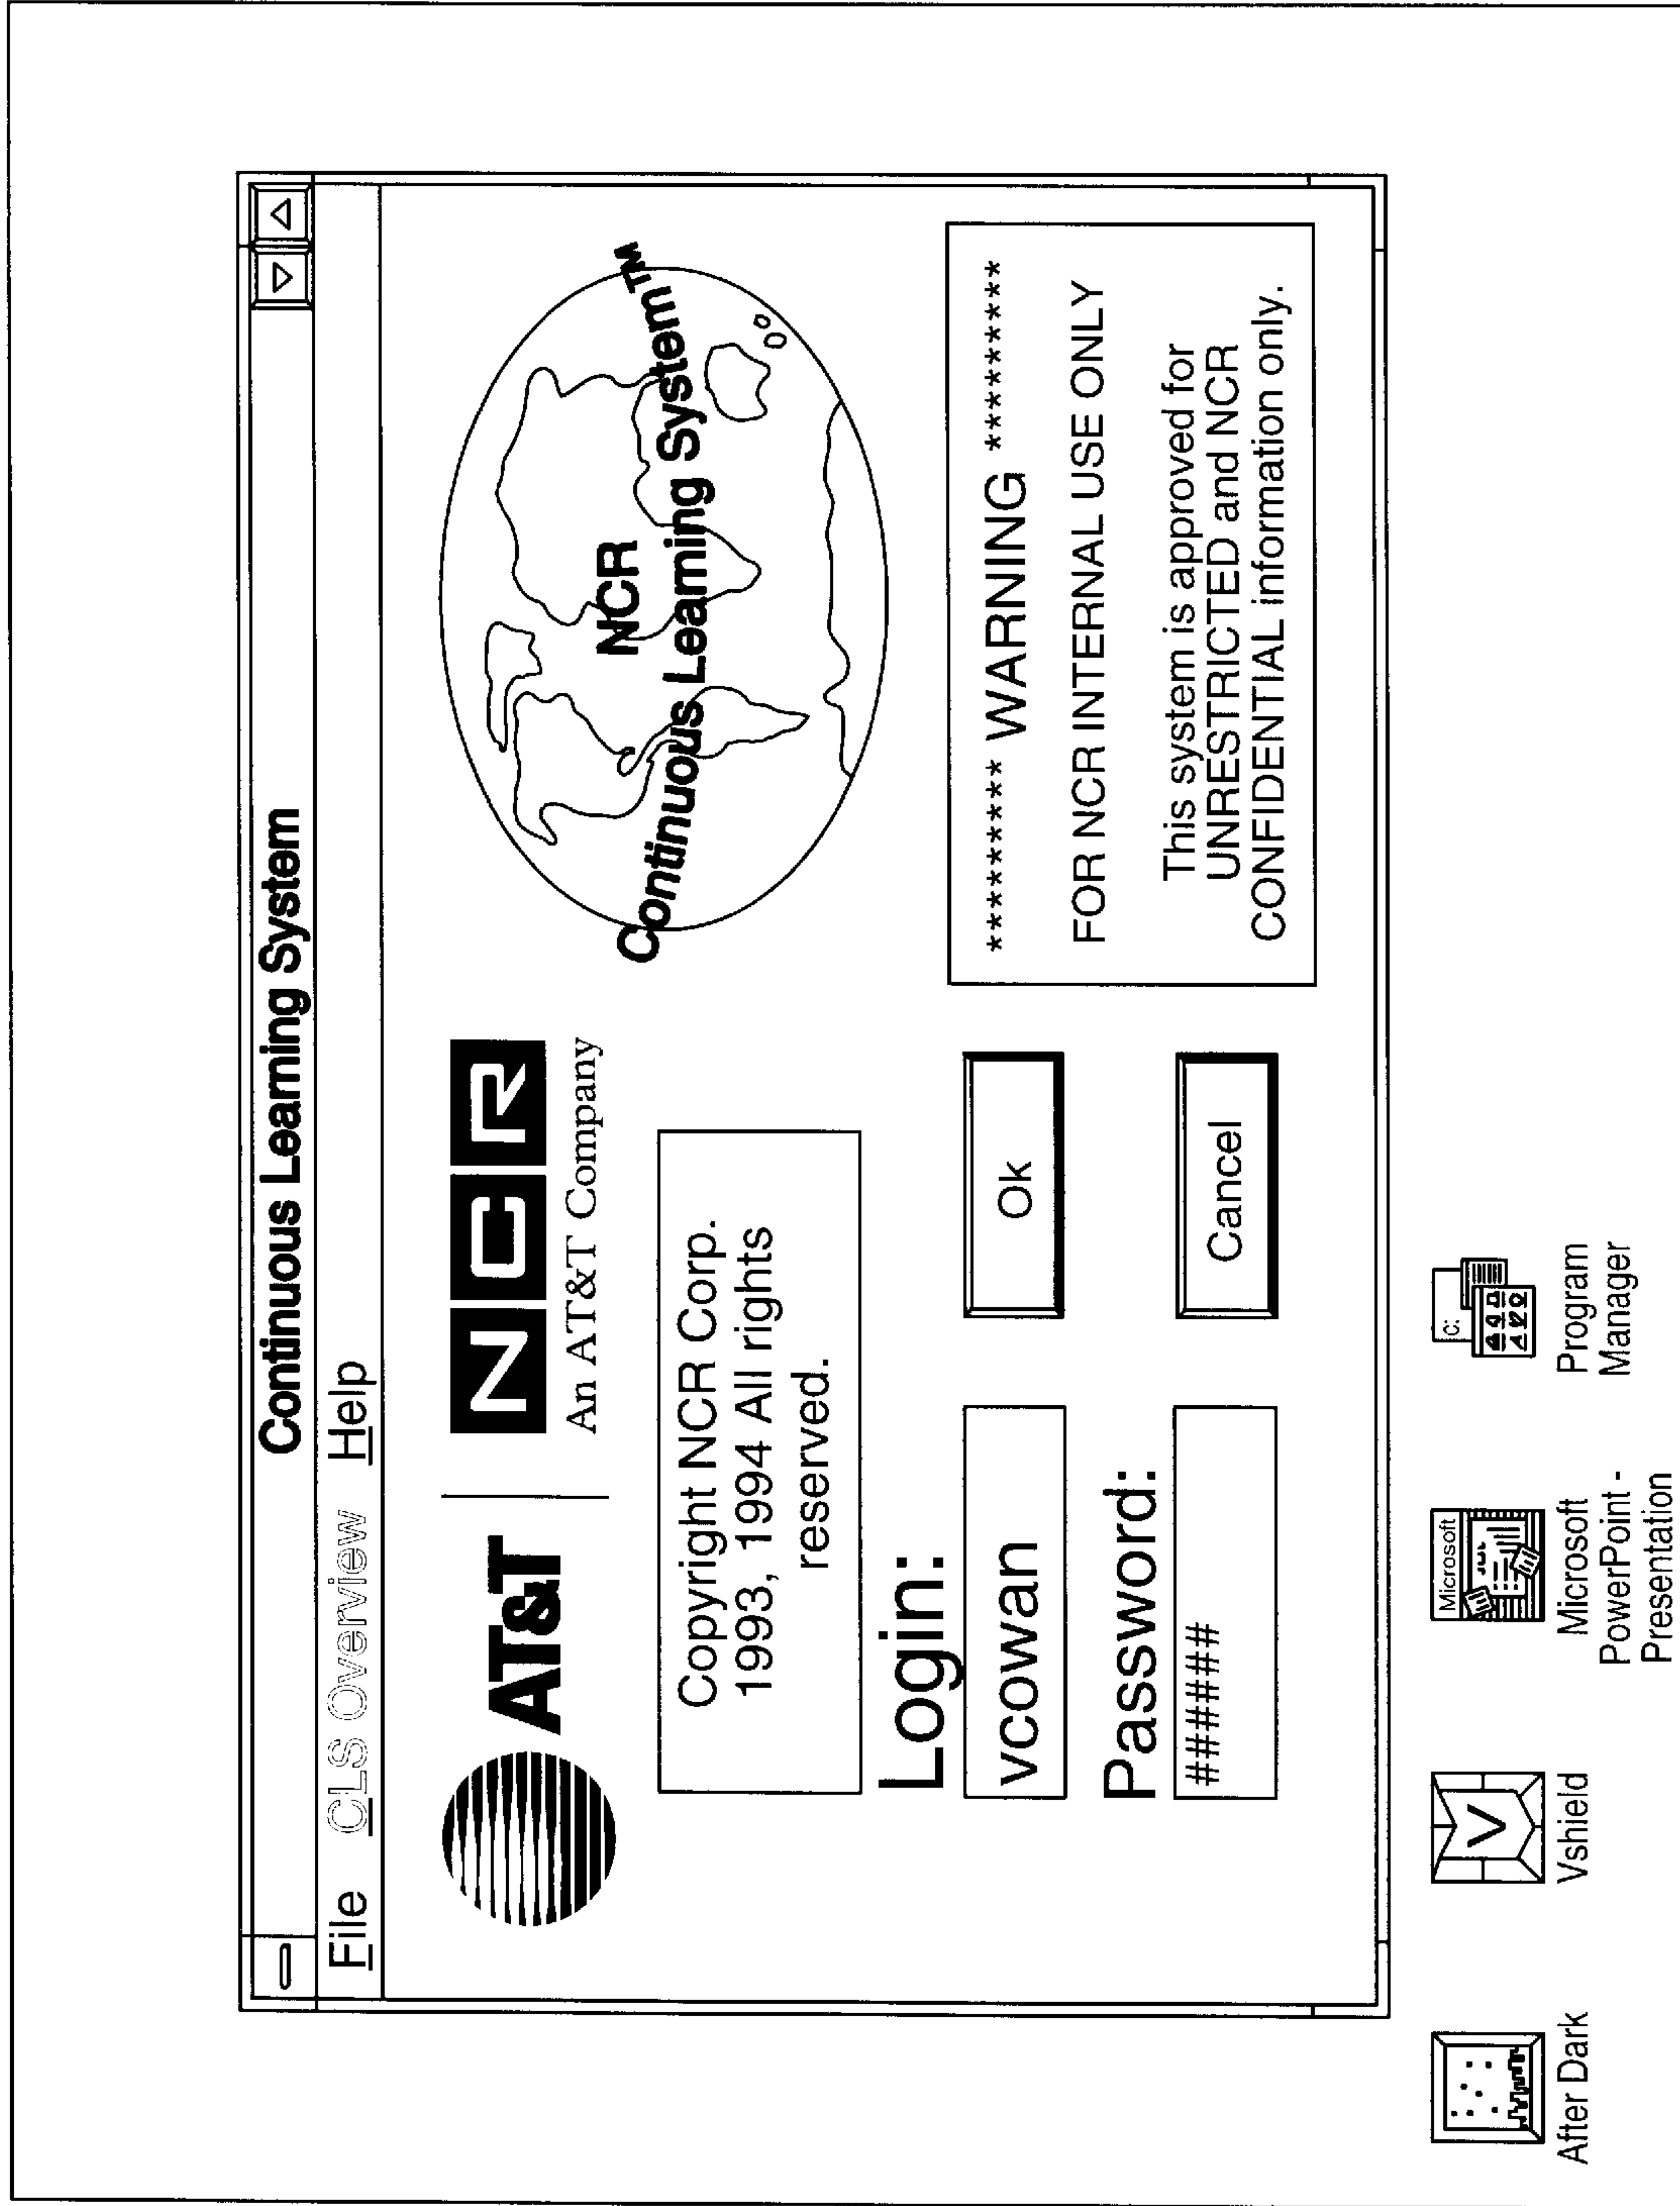 Continuous Learning System
File CLS Overview Help
AT&T
NCR
An AT&T Company
Copyright NCR Corp.
1993, 1994 All rights
reserved.
Login:
vcowan
Password:
######
Ok
Cancel
NCR
Continuous Learning System™
********* WARNING *********
FOR NCR INTERNAL USE ONLY
This system is approved for
UNRESTRICTED and NCR
CONFIDENTIAL information only.
After Dark
V
Vshield
Microsoft
Microsoft
PowerPoint -
Presentation
C:
Program
Manager